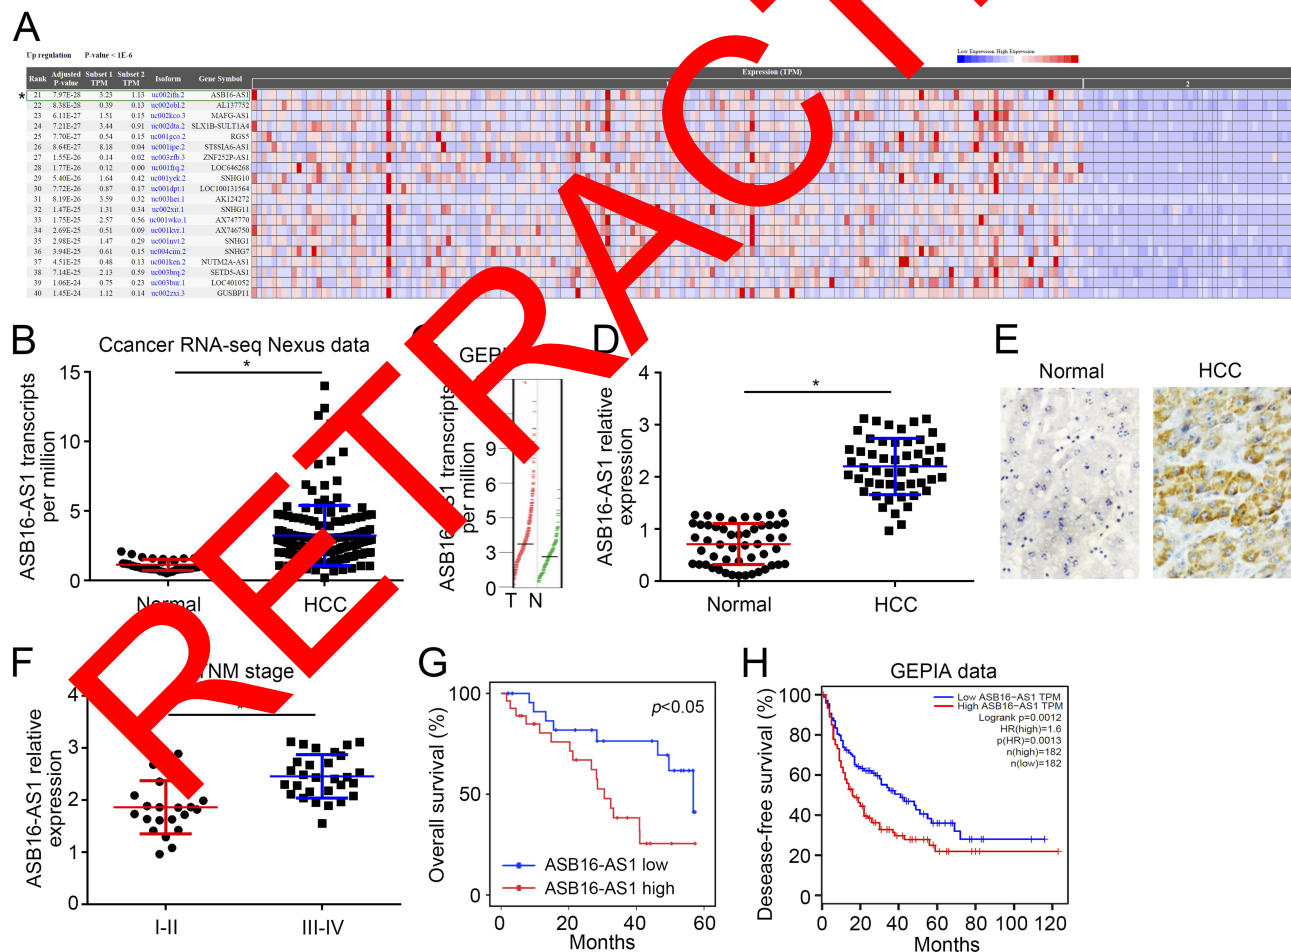 A
Up regulation P-value < 1E-6
Low Expression High Expression
Rank Adjusted P-value Subset 1 TPM Subset 2 TPM Isoform Gene Symbol Expression (TPM)
2
* 21 7.97E-28 3.23 1.13 ASB16-AS1
22 8.38E-28 0.39 0.13 uc002obl.2 AL137752
23 6.11E-27 1.51 0.15 uc002kco.3 MAFG-AS1
24 7.21E-27 3.44 0.91 uc002dta.2 SLX1B-SULT1A4
25 7.70E-27 0.54 0.15 uc001gco.2 RGS5
26 8.64E-27 8.18 0.04 uc001ipe.2 ST8SIA6-AS1
27 1.55E-26 0.14 0.02 uc003zfb.3 ZNF252P-AS1
28 1.77E-26 0.12 0.00 uc001frq.2 LOC646268
29 5.40E-26 1.64 0.42 uc001yek.2 SNHG10
30 7.72E-26 0.87 0.17 uc001dpt.1 LOC100131564
31 8.19E-26 3.59 0.32 uc003hei.1 AK124272
32 1.47E-25 1.31 0.34 uc002xit.1 SNHG11
33 1.75E-25 2.57 0.56 uc001wko.1 AX747770
34 2.69E-25 0.51 0.09 uc001kvr.1 AX746750
35 2.98E-25 1.47 0.29 uc001nvt.2 SNHG1
36 3.94E-25 0.61 0.15 uc004cim.2 SNHG7
37 4.51E-25 0.48 0.13 uc001ken.2 NUTM2A-AS1
38 7.14E-25 2.13 0.59 uc003brq.2 SETD5-AS1
39 1.06E-24 0.75 0.23 uc003bur.1 LOC401052
40 1.45E-24 1.12 0.14 uc002zxi.3 GUSBP11
RETRACT
B
Ccancer RNA-seq Nexus data
ASB16-AS1 transcripts
per million
15
10
5
0
*
Normal HCC
GEPI
ASB16-AS1 transcripts
per million
9
6
3
0
T N
D
ASB16-AS1 relative
expression
4
3
2
1
0
*
Normal HCC
E
Normal HCC
F
TNM stage
ASB16-AS1 relative
expression
4
3
2
1
0
I-II III-IV
G
Overall survival (%)
100
50
0
p<0.05
ASB16-AS1 low
ASB16-AS1 high
0 20 40 60
Months
H
GEPIA data
Desease-free survival (%)
100
80
60
40
20
0
Low ASB16-AS1 TPM
High ASB16-AS1 TPM
Logrank p=0.0012
HR(high)=1.6
p(HR)=0.0013
n(high)=182
n(low)=182
0 20 40 60 80 100 120
Months